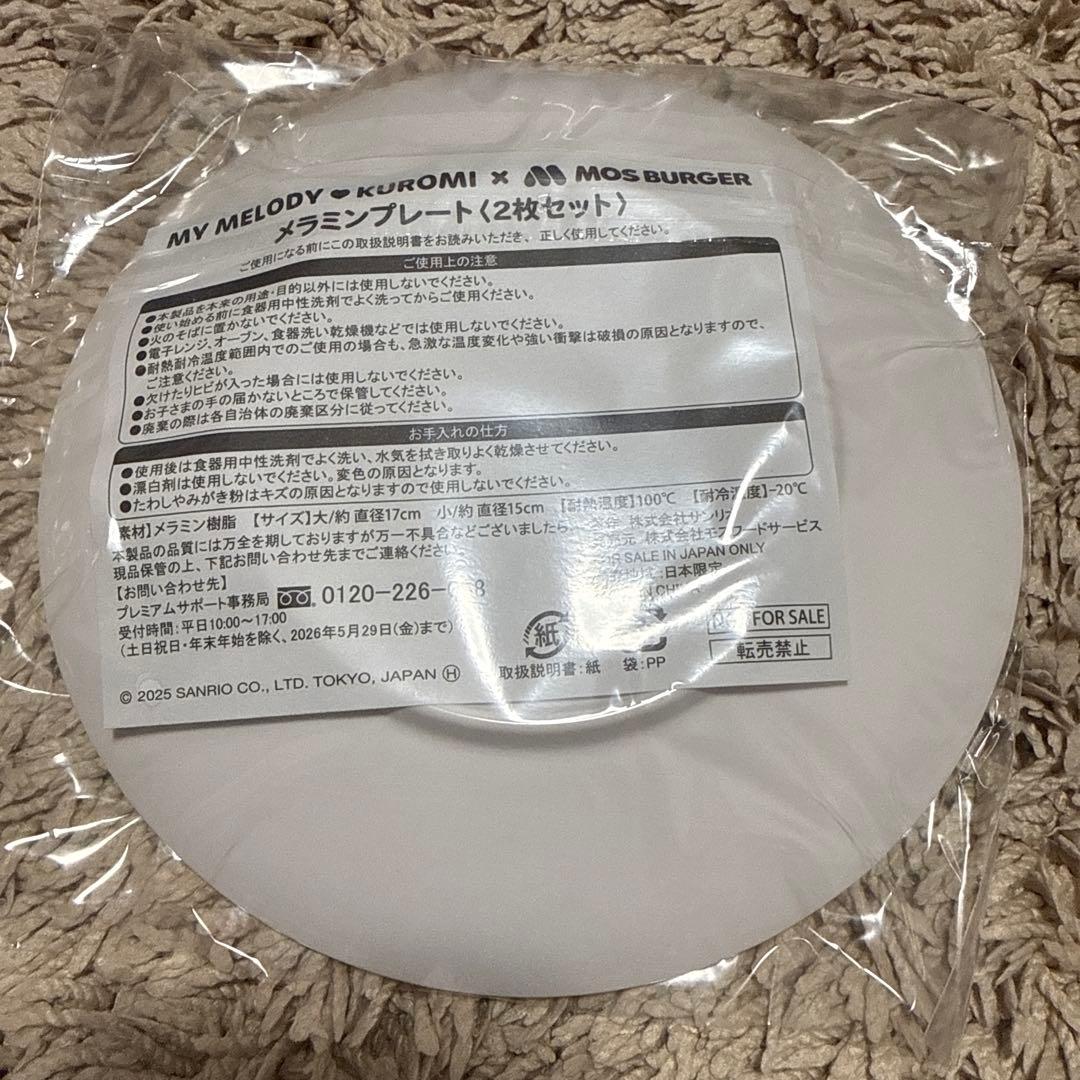 MY MELODY♥KUROMI × MOS BURGER
メラミンプレート〈2枚セット〉
ご使用になる前にこの取扱説明書をお読みいただき、正しく使用してください。
ご使用上の注意
●本製品を本来の用途・目的以外には使用しないでください。
●使い始める前に食器用中性洗剤でよく洗ってからご使用ください。
●火のそばに置かないでください。
●電子レンジ、オーブン、食器洗い乾燥機などでは使用しないでください。
●耐熱耐冷温度範囲内でのご使用の場合も、急激な温度変化や強い衝撃は破損の原因となりますので、
ご注意ください。
●欠けたりヒビが入った場合には使用しないでください。
●お子さまの手の届かないところで保管してください。
●廃棄の際は各自治体の廃棄区分に従ってください。
お手入れの仕方
●使用後は食器用中性洗剤でよく洗い、水気を拭き取りよく乾燥させてください。
●漂白剤は使用しないでください。変色の原因となります。
●たわしやみがき粉はキズの原因となりますので使用しないでください。
素材】メラミン樹脂 【サイズ】大/約 直径17cm 小/約 直径15cm 【耐熱温度】100℃ 【耐冷温度】-20℃
本製品の品質には万全を期しておりますが万一不具合などございましたら
現品保管の上、下記お問い合わせ先までご連絡ください
【お問い合わせ先】
プレミアムサポート事務局 0120-226-
受付時間:平日10:00〜17:00
(土日祝日・年末年始を除く、2026年5月29日(金)まで)
株式会社サンリ
株式会社モスフードサービス
SALE IN JAPAN ONLY
:日本限定
IN
紙
取扱説明書:紙 袋:PP
FOR SALE
転売禁止
© 2025 SANRIO CO., LTD. TOKYO, JAPAN Ⓗ